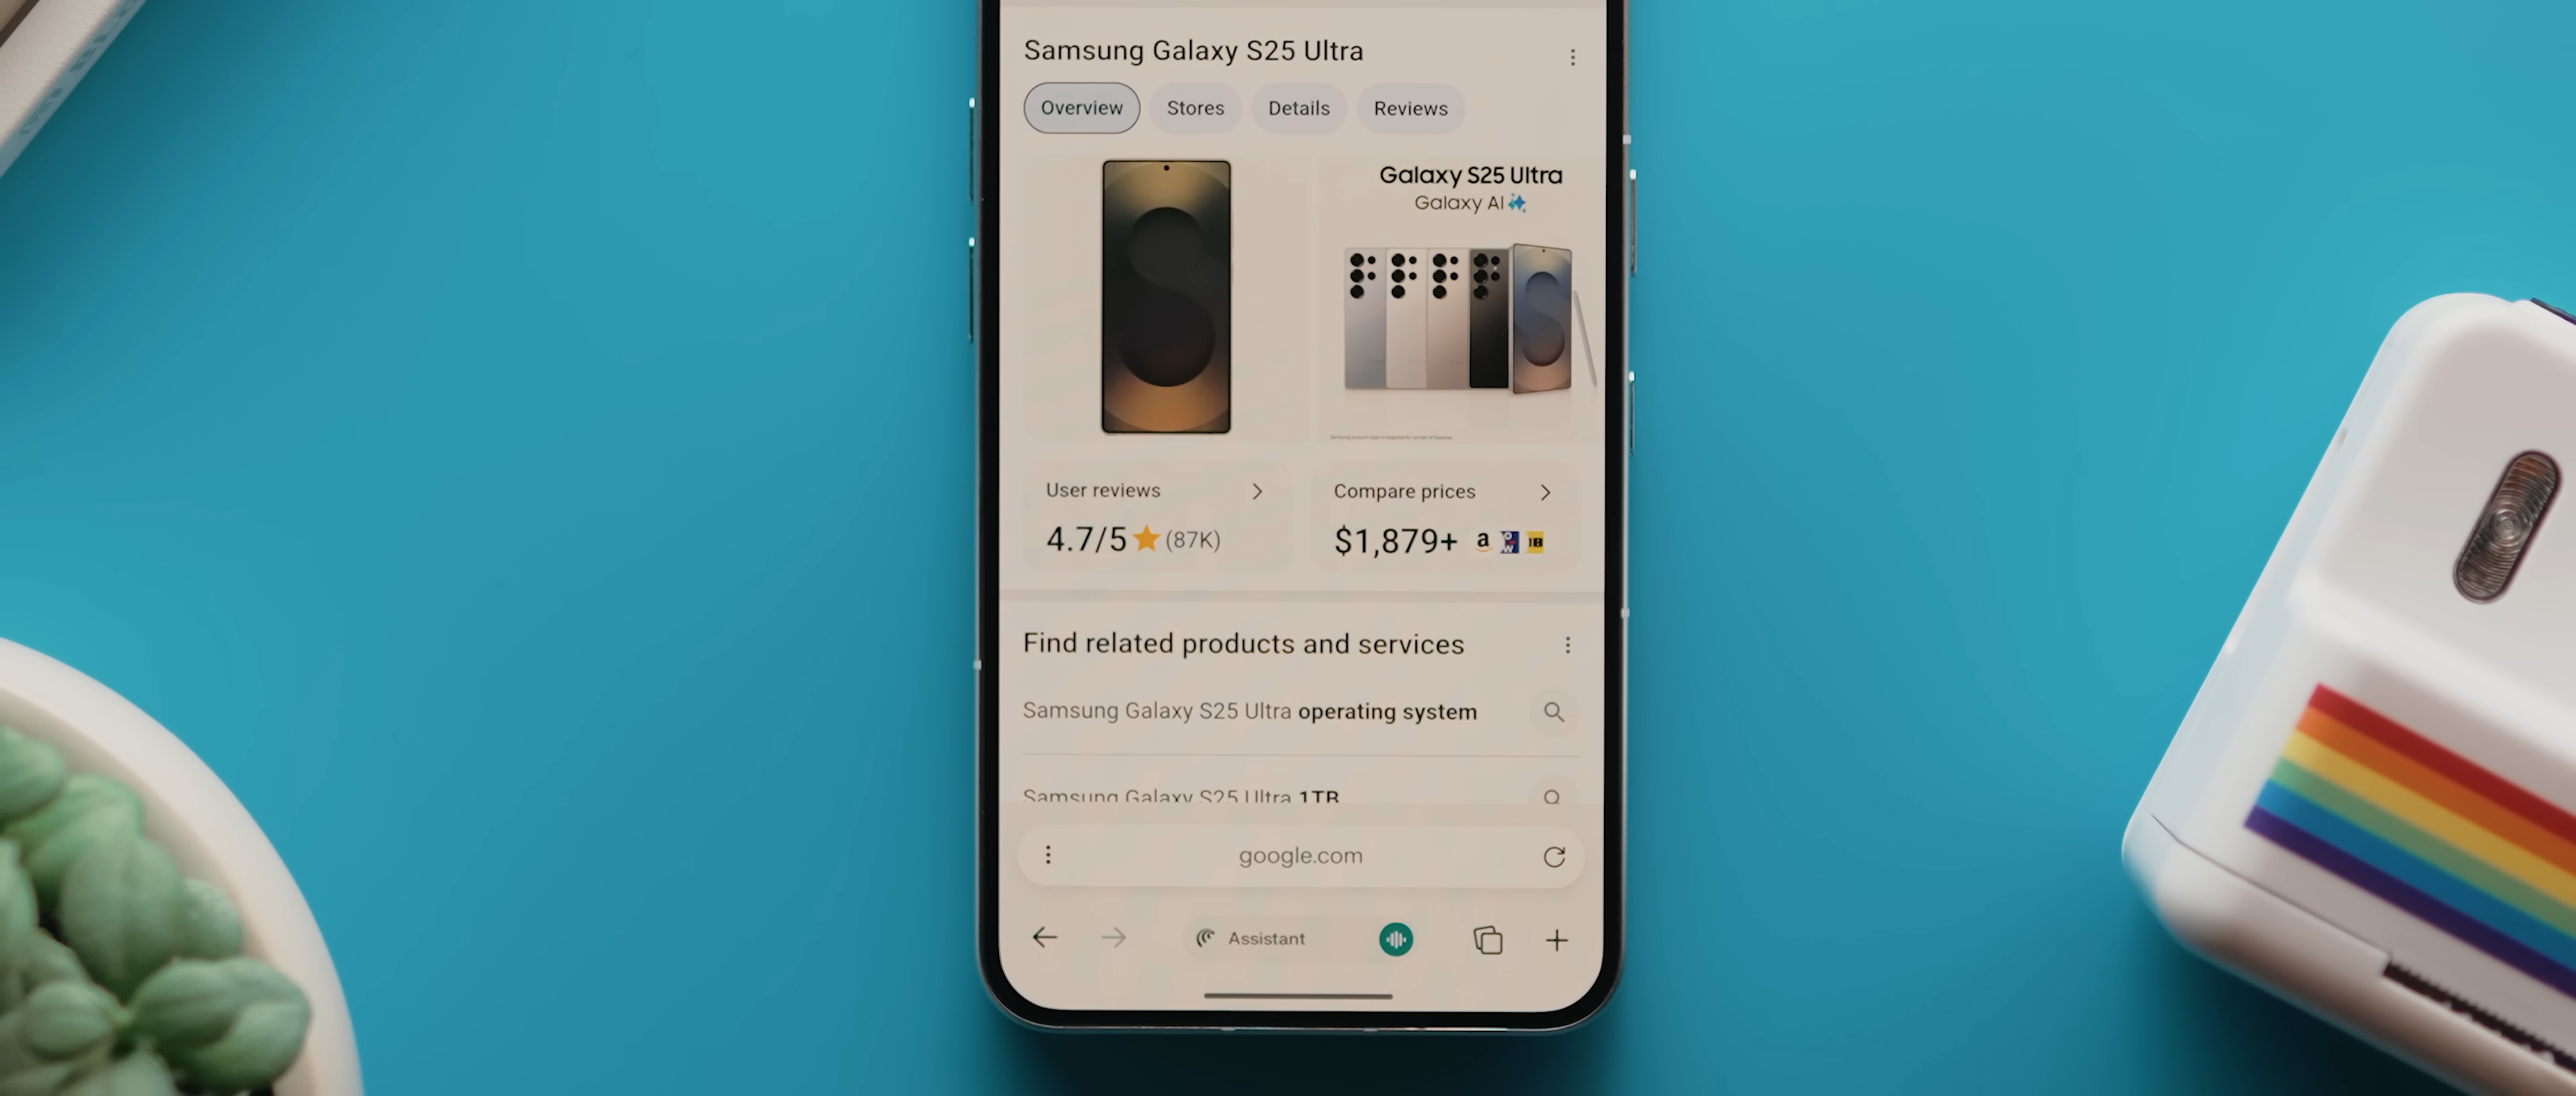 Samsung Galaxy S25 Ultra
Overview Stores Details Reviews
Galaxy S25 Ultra
Galaxy AI
User reviews
4.7/5 (87K)
Compare prices
$1,879+ a
Find related products and services
Samsung Galaxy S25 Ultra operating system
Samsung Galaxy S25 Ultra 1TB
google.com
Assistant